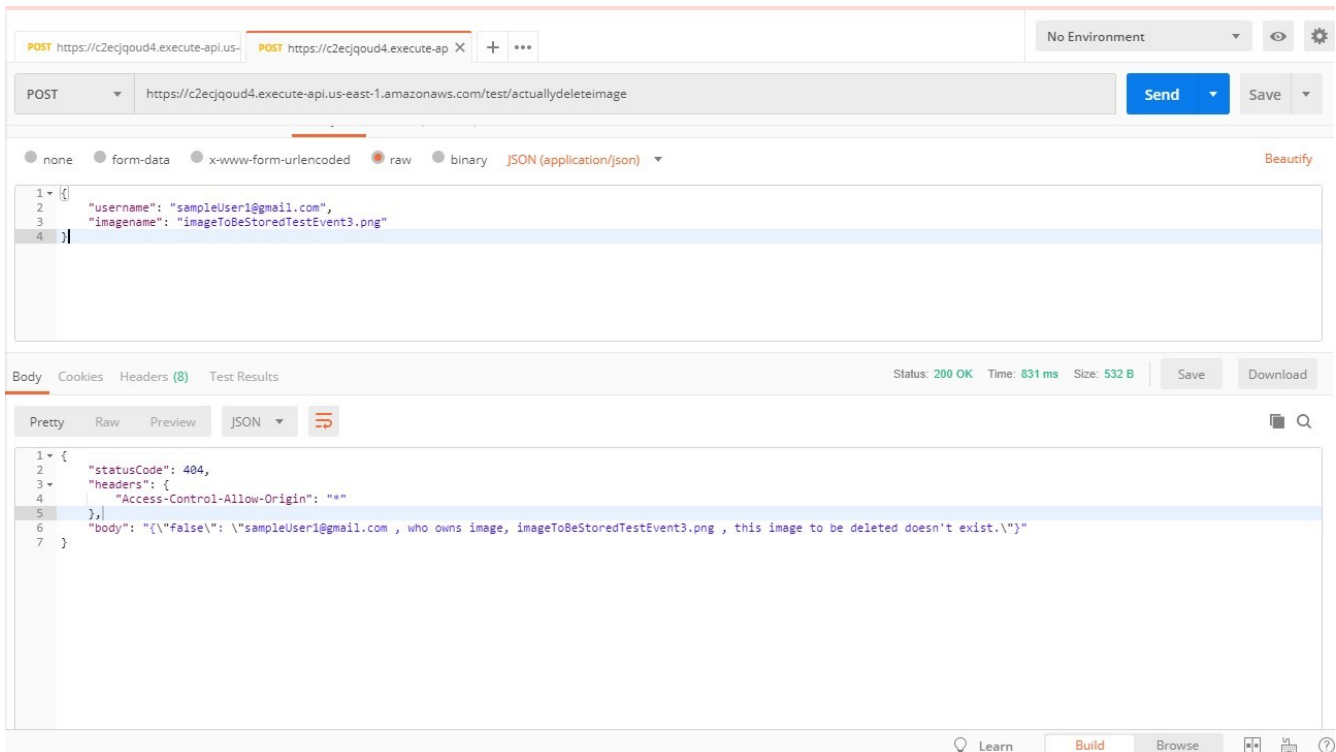 POST https://c2ecjqoud4.execute-api.us- POST https://c2ecjqoud4.execute-ap X + ••• No Environment
POST https://c2ecjqoud4.execute-api.us-east-1.amazonaws.com/test/actuallydeleteimage Send Save
none form-data x-www-form-urlencoded raw binary JSON (application/json) Beautify
1 {
2 "username": "sampleUser1@gmail.com",
3 "imagename": "imageToBeStoredTestEvent3.png"
4 }
Body Cookies Headers (8) Test Results Status: 200 OK Time: 831 ms Size: 532 B Save Download
Pretty Raw Preview JSON
1 {
2 "statusCode": 404,
3 "headers": {
4 "Access-Control-Allow-Origin": "*"
5 },
6 "body": "{\"false\": \"sampleUser1@gmail.com , who owns image, imageToBeStoredTestEvent3.png , this image to be deleted doesn't exist.\"}"
7 }
Learn Build Browse